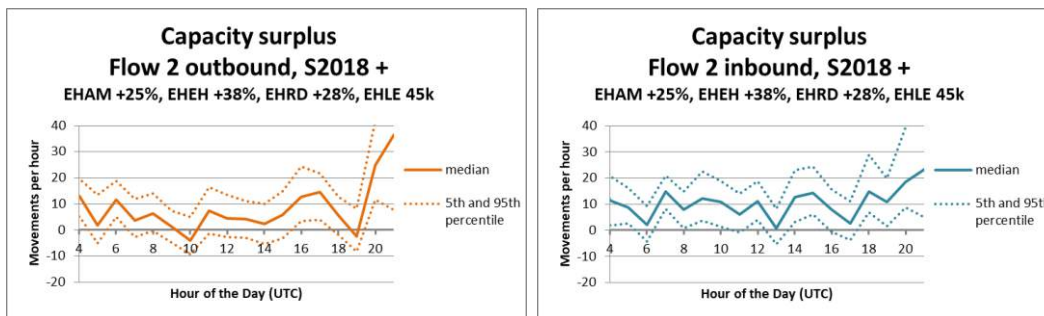 Capacity surplus
Flow 2 outbound, S2018 +
EHAM +25%, EHEH +38%, EHRD +28%, EHLE 45k
Movements per hour
40
30
20
10
0
-10
-20
4 6 8 10 12 14 16 18 20
Hour of the Day (UTC)
median
5th and 95th
percentile
Capacity surplus
Flow 2 inbound, S2018 +
EHAM +25%, EHEH +38%, EHRD +28%, EHLE 45k
Movements per hour
40
30
20
10
0
-10
-20
4 6 8 10 12 14 16 18 20
Hour of the Day (UTC)
median
5th and 95th
percentile